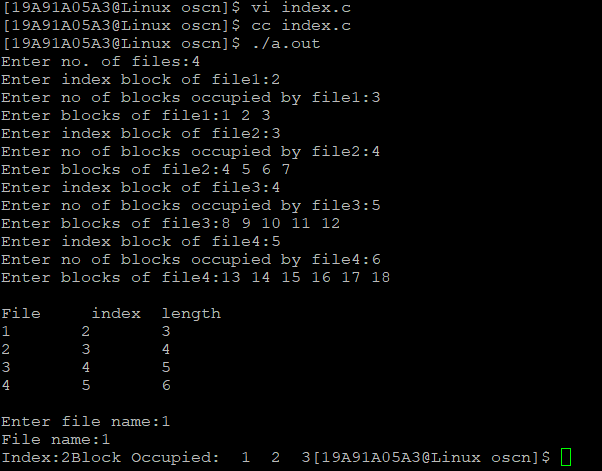 [19A91A05A3@Linux oscn]$ vi index.c
[19A91A05A3@Linux oscn]$ cc index.c
[19A91A05A3@Linux oscn]$ ./a.out
Enter no. of files:4
Enter index block of file1:2
Enter no of blocks occupied by file1:3
Enter blocks of file1:1 2 3
Enter index block of file2:3
Enter no of blocks occupied by file2:4
Enter blocks of file2:4 5 6 7
Enter index block of file3:4
Enter no of blocks occupied by file3:5
Enter blocks of file3:8 9 10 11 12
Enter index block of file4:5
Enter no of blocks occupied by file4:6
Enter blocks of file4:13 14 15 16 17 18
File index length
1 2 3
2 3 4
3 4 5
4 5 6
Enter file name:1
File name:1
Index:2Block Occupied: 1 2 3[19A91A05A3@Linux oscn]$